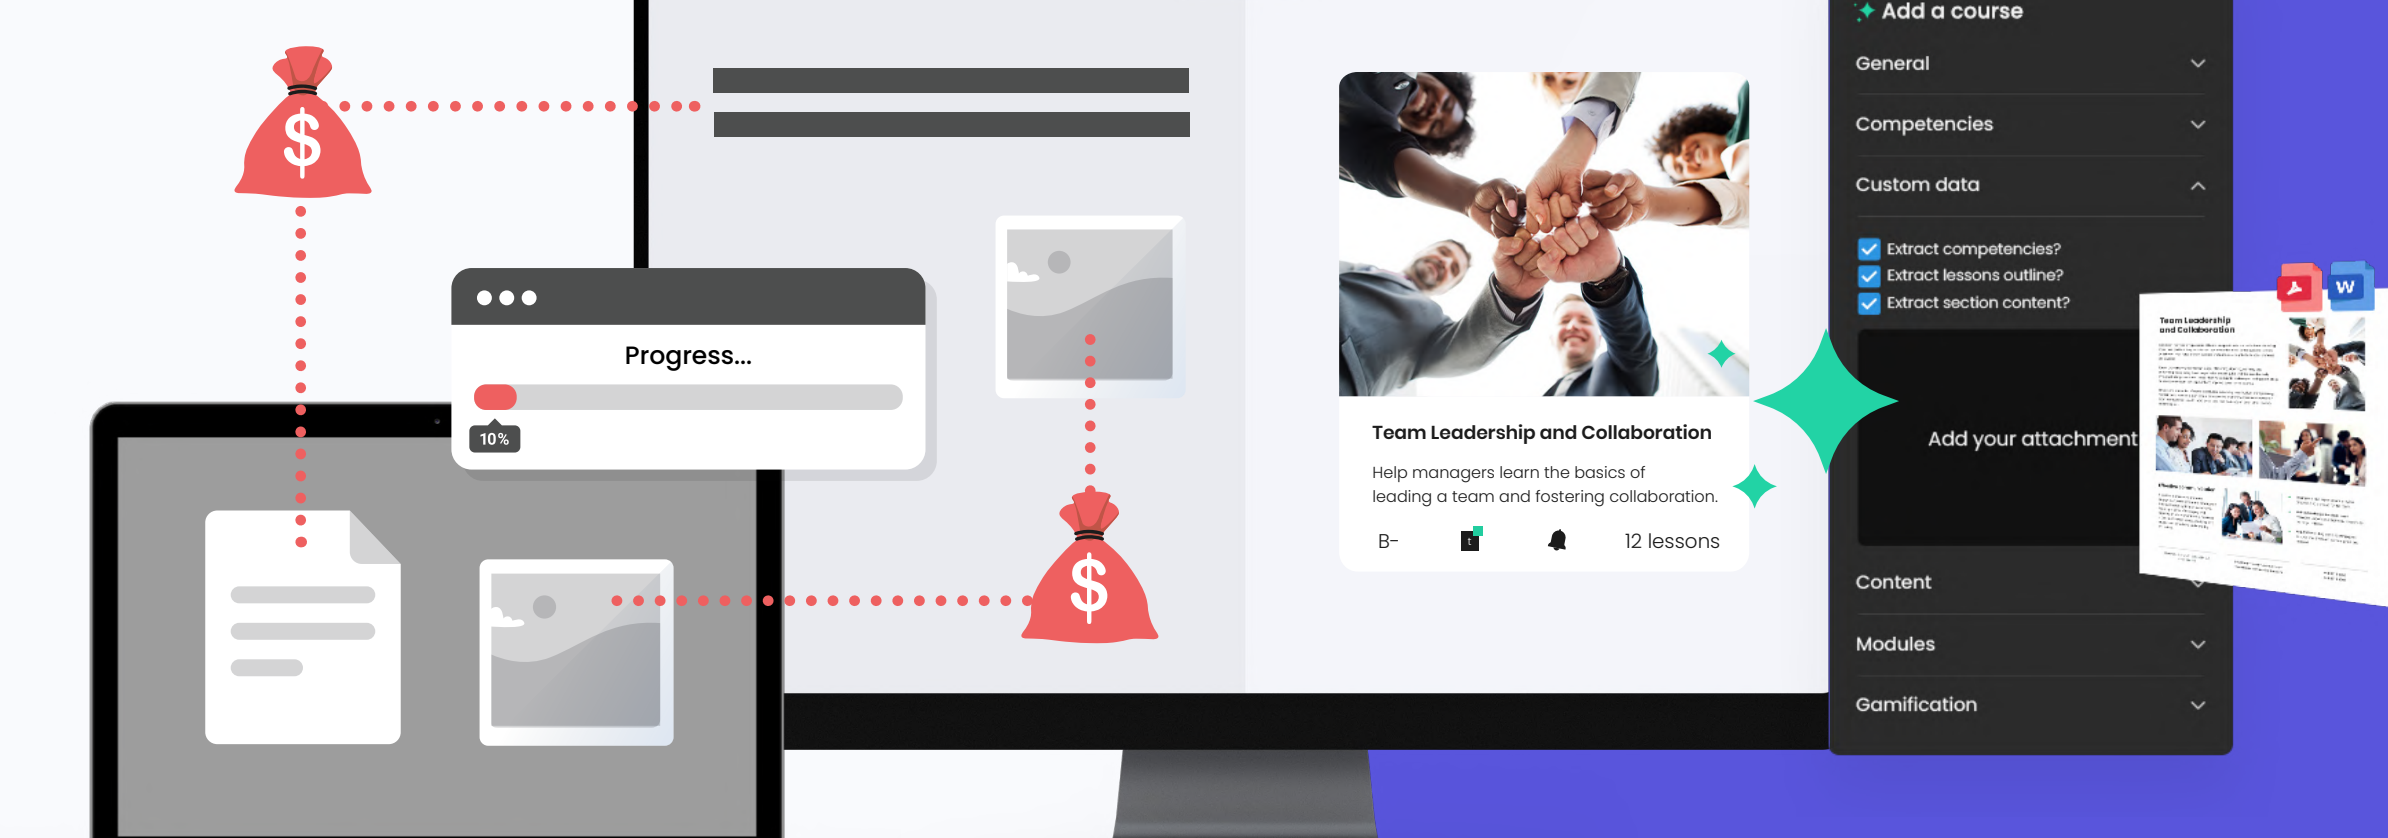 $
Progress...
10%
$
Team Leadership and Collaboration
Help managers learn the basics of
leading a team and fostering collaboration.
B-
t
12 lessons
Add a course
General
Competencies
Custom data
Extract competencies?
Extract lessons outline?
Extract section content?
Add your attachment
Content
Modules
Gamification
W
Team Leadership
and Collaboration